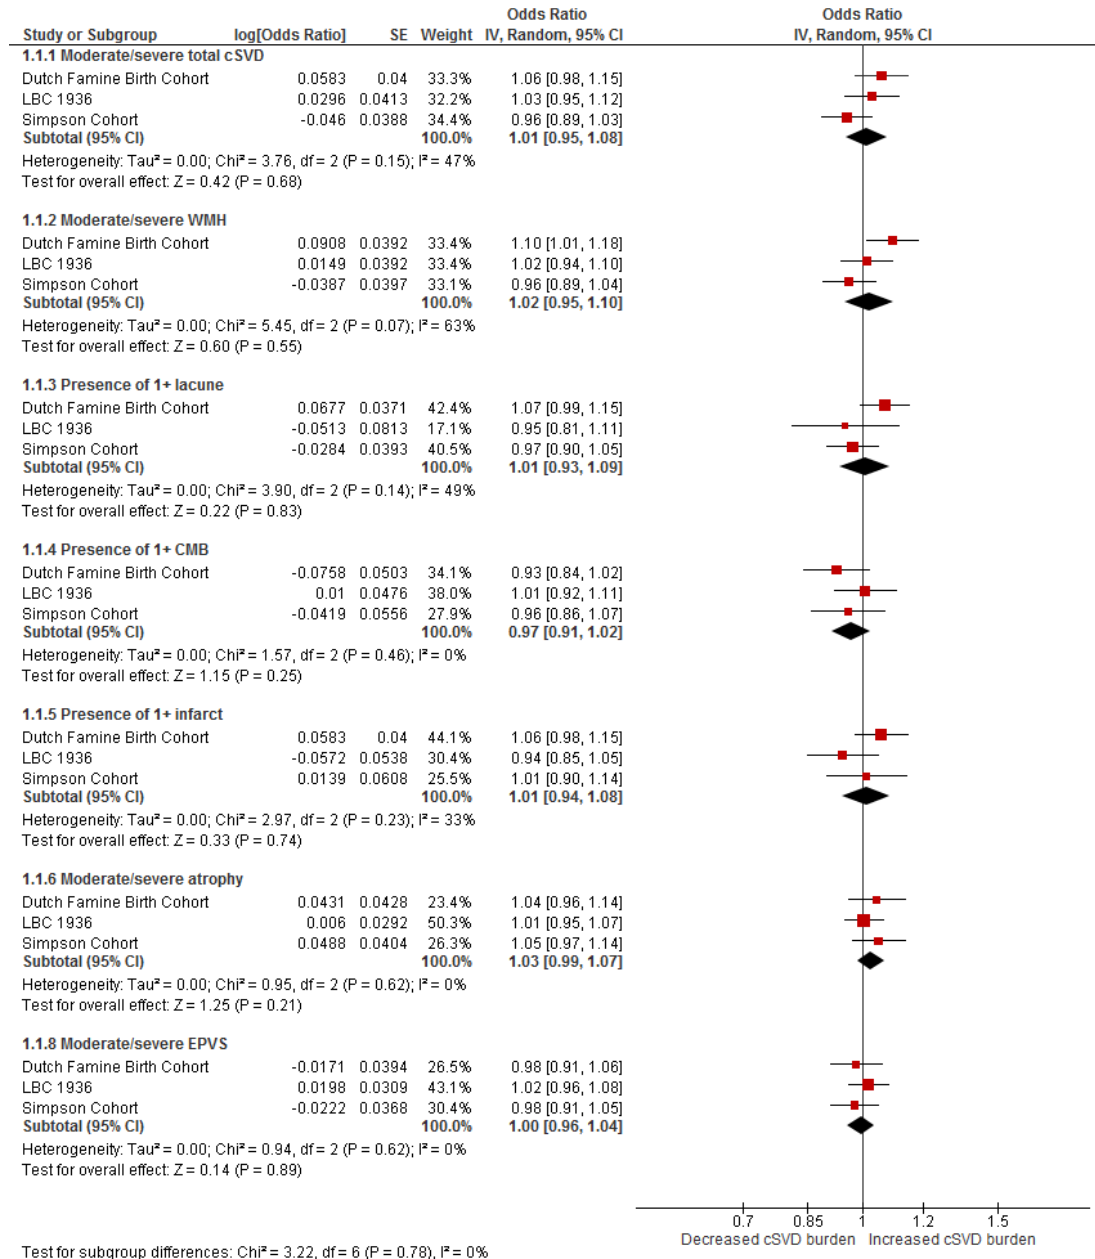 Odds Ratio Odds Ratio
Study or Subgroup log[Odds Ratio] SE Weight IV, Random, 95% CI IV, Random, 95% CI
1.1.1 Moderate/severe total cSVD
Dutch Famine Birth Cohort 0.0583 0.04 33.3% 1.06 [0.98, 1.15]
LBC 1936 0.0296 0.0413 32.2% 1.03 [0.95, 1.12]
Simpson Cohort -0.046 0.0388 34.4% 0.96 [0.89, 1.03]
Subtotal (95% CI) 100.0% 1.01 [0.95, 1.08]
Heterogeneity: Tau² = 0.00; Chi² = 3.76, df = 2 (P = 0.15); I² = 47%
Test for overall effect: Z = 0.42 (P = 0.68)
1.1.2 Moderate/severe WMH
Dutch Famine Birth Cohort 0.0908 0.0392 33.4% 1.10 [1.01, 1.18]
LBC 1936 0.0149 0.0392 33.4% 1.02 [0.94, 1.10]
Simpson Cohort -0.0387 0.0397 33.1% 0.96 [0.89, 1.04]
Subtotal (95% CI) 100.0% 1.02 [0.95, 1.10]
Heterogeneity: Tau² = 0.00; Chi² = 5.45, df = 2 (P = 0.07); I² = 63%
Test for overall effect: Z = 0.60 (P = 0.55)
1.1.3 Presence of 1+ lacune
Dutch Famine Birth Cohort 0.0677 0.0371 42.4% 1.07 [0.99, 1.15]
LBC 1936 -0.0513 0.0813 17.1% 0.95 [0.81, 1.11]
Simpson Cohort -0.0284 0.0393 40.5% 0.97 [0.90, 1.05]
Subtotal (95% CI) 100.0% 1.01 [0.93, 1.09]
Heterogeneity: Tau² = 0.00; Chi² = 3.90, df = 2 (P = 0.14); I² = 49%
Test for overall effect: Z = 0.22 (P = 0.83)
1.1.4 Presence of 1+ CMB
Dutch Famine Birth Cohort -0.0758 0.0503 34.1% 0.93 [0.84, 1.02]
LBC 1936 0.01 0.0476 38.0% 1.01 [0.92, 1.11]
Simpson Cohort -0.0419 0.0556 27.9% 0.96 [0.86, 1.07]
Subtotal (95% CI) 100.0% 0.97 [0.91, 1.02]
Heterogeneity: Tau² = 0.00; Chi² = 1.57, df = 2 (P = 0.46); I² = 0%
Test for overall effect: Z = 1.15 (P = 0.25)
1.1.5 Presence of 1+ infarct
Dutch Famine Birth Cohort 0.0583 0.04 44.1% 1.06 [0.98, 1.15]
LBC 1936 -0.0572 0.0538 30.4% 0.94 [0.85, 1.05]
Simpson Cohort 0.0139 0.0608 25.5% 1.01 [0.90, 1.14]
Subtotal (95% CI) 100.0% 1.01 [0.94, 1.08]
Heterogeneity: Tau² = 0.00; Chi² = 2.97, df = 2 (P = 0.23); I² = 33%
Test for overall effect: Z = 0.33 (P = 0.74)
1.1.6 Moderate/severe atrophy
Dutch Famine Birth Cohort 0.0431 0.0428 23.4% 1.04 [0.96, 1.14]
LBC 1936 0.006 0.0292 50.3% 1.01 [0.95, 1.07]
Simpson Cohort 0.0488 0.0404 26.3% 1.05 [0.97, 1.14]
Subtotal (95% CI) 100.0% 1.03 [0.99, 1.07]
Heterogeneity: Tau² = 0.00; Chi² = 0.95, df = 2 (P = 0.62); I² = 0%
Test for overall effect: Z = 1.25 (P = 0.21)
1.1.8 Moderate/severe EPVS
Dutch Famine Birth Cohort -0.0171 0.0394 26.5% 0.98 [0.91, 1.06]
LBC 1936 0.0198 0.0309 43.1% 1.02 [0.96, 1.08]
Simpson Cohort -0.0222 0.0368 30.4% 0.98 [0.91, 1.05]
Subtotal (95% CI) 100.0% 1.00 [0.96, 1.04]
Heterogeneity: Tau² = 0.00; Chi² = 0.94, df = 2 (P = 0.62); I² = 0%
Test for overall effect: Z = 0.14 (P = 0.89)
0.7 0.85 1 1.2 1.5
Decreased cSVD burden Increased cSVD burden
Test for subgroup differences: Chi² = 3.22, df = 6 (P = 0.78), I² = 0%